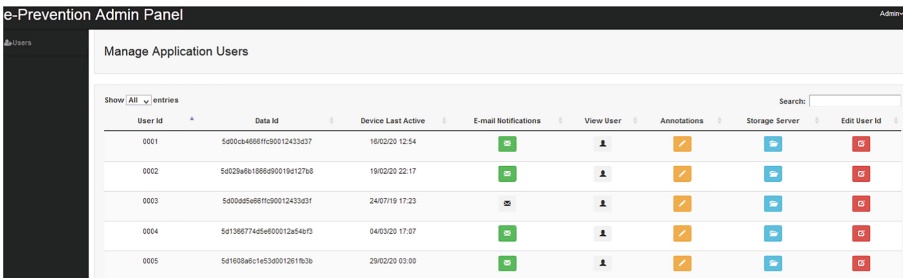 e-Prevention Admin Panel
Admin
Users
Manage Application Users
Show All entries
Search:
User Id Data Id Device Last Active E-mail Notifications View User Annotations Storage Server Edit User Id
0001 5d00cb4666ffc90012433d37 16/02/20 12:54
0002 5d029a6b1866d90019d127b8 19/02/20 22:17
0003 5d00dd5e66ffc90012433d3f 24/07/19 17:23
0004 5d1366774d5e600012a54bf3 04/03/20 17:07
0005 5d1608a6c1e53d001261fb3b 29/02/20 03:00